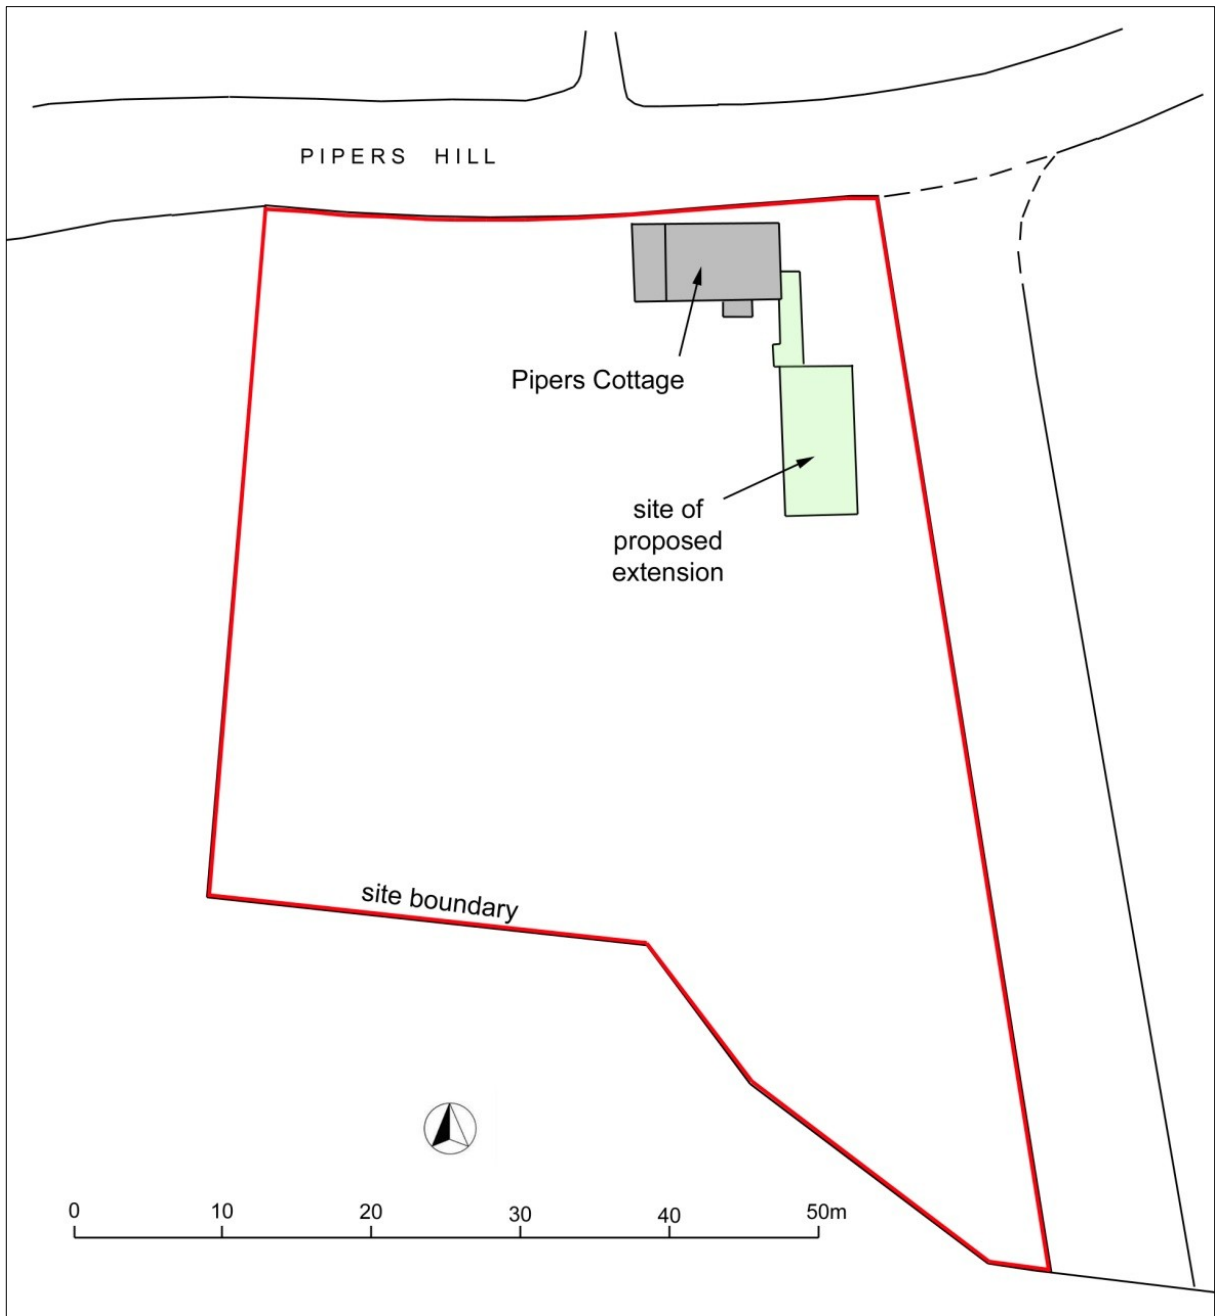 PIPERS HILL
Pipers Cottage
site of
proposed
extension
site boundary
0 10 20 30 40 50m